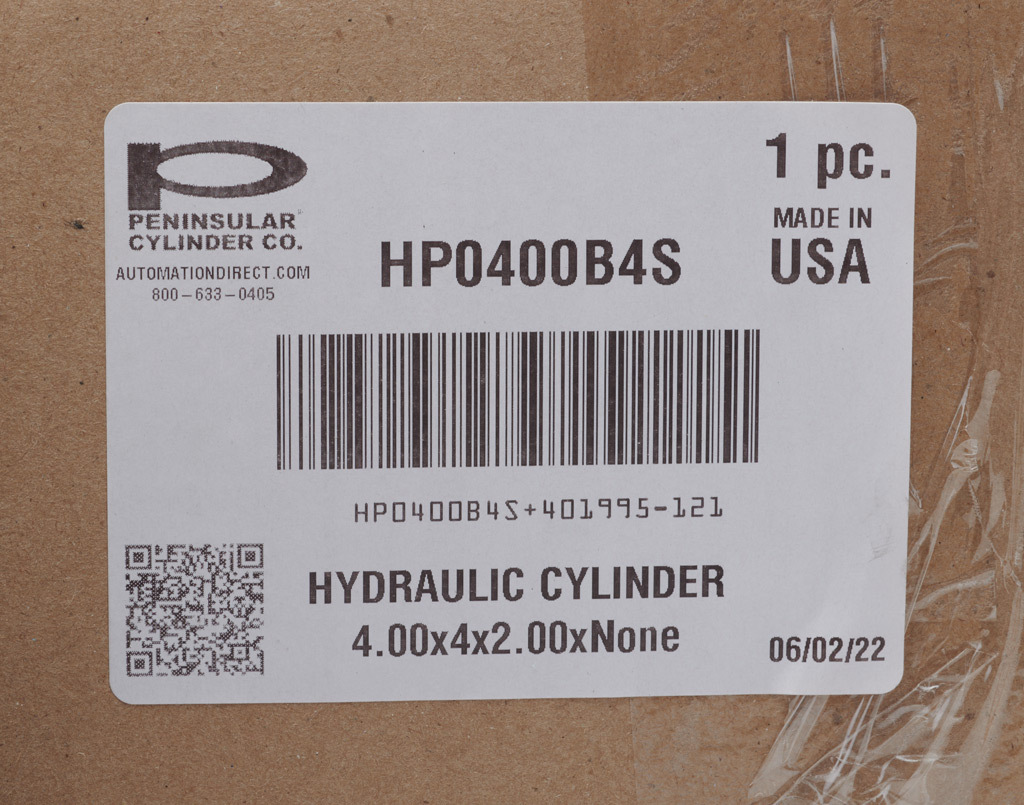 PENINSULAR
CYLINDER CO.
AUTOMATIONDIRECT.COM
800-633-0405
1 pc.
MADE IN
USA
HP0400B4S
HP0400B4S+401995-121
HYDRAULIC CYLINDER
4.00x4x2.00xNone
06/02/22